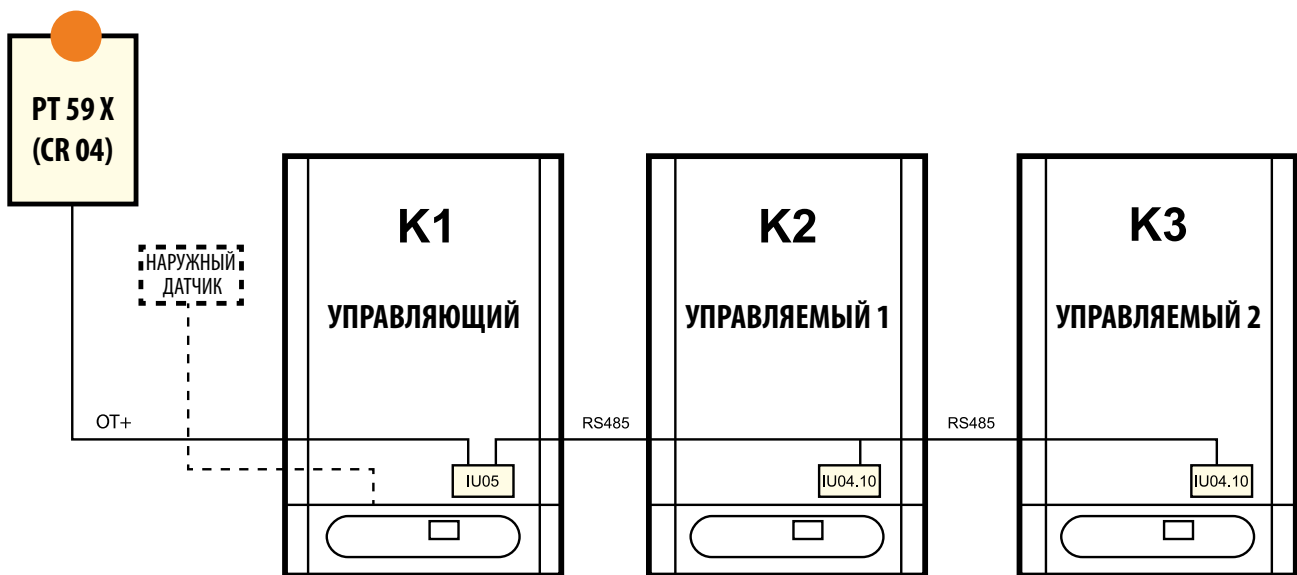 PT 59 X
(CR 04)
НАРУЖНЫЙ
ДАТЧИК
OT+
K1
УПРАВЛЯЮЩИЙ
IU05
RS485
K2
УПРАВЛЯЕМЫЙ 1
IU04.10
RS485
K3
УПРАВЛЯЕМЫЙ 2
IU04.10